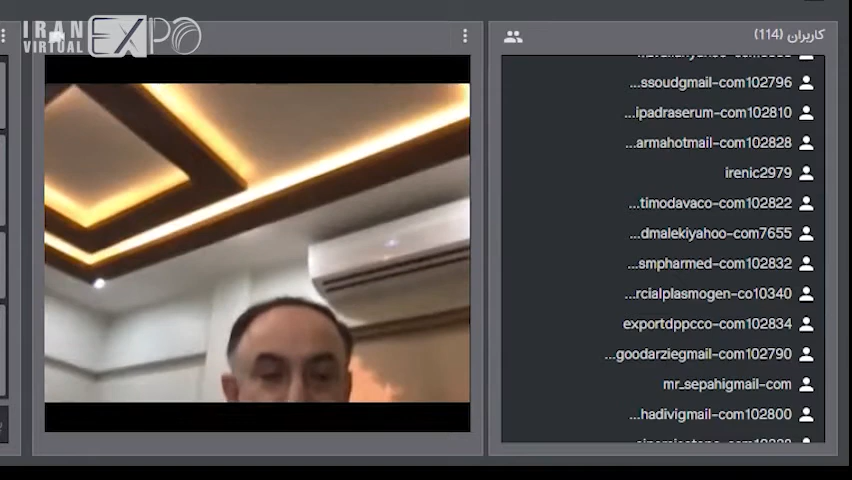 IRAN
VIRTUAL
EXPO
کاربران (114)
...ssoudgmail-com102796
...ipadraserum-com102810
...armahotmail-com102828
irenic2979
...timodavaco-com102822
...dmalekiyahoo-com7655
...smpharmed-com102832
...rcialplasmogen-co10340
exportdppcco-com102834
...goodarziegmail-com102790
mr_sepahigmail-com
...hadivigmail-com102800